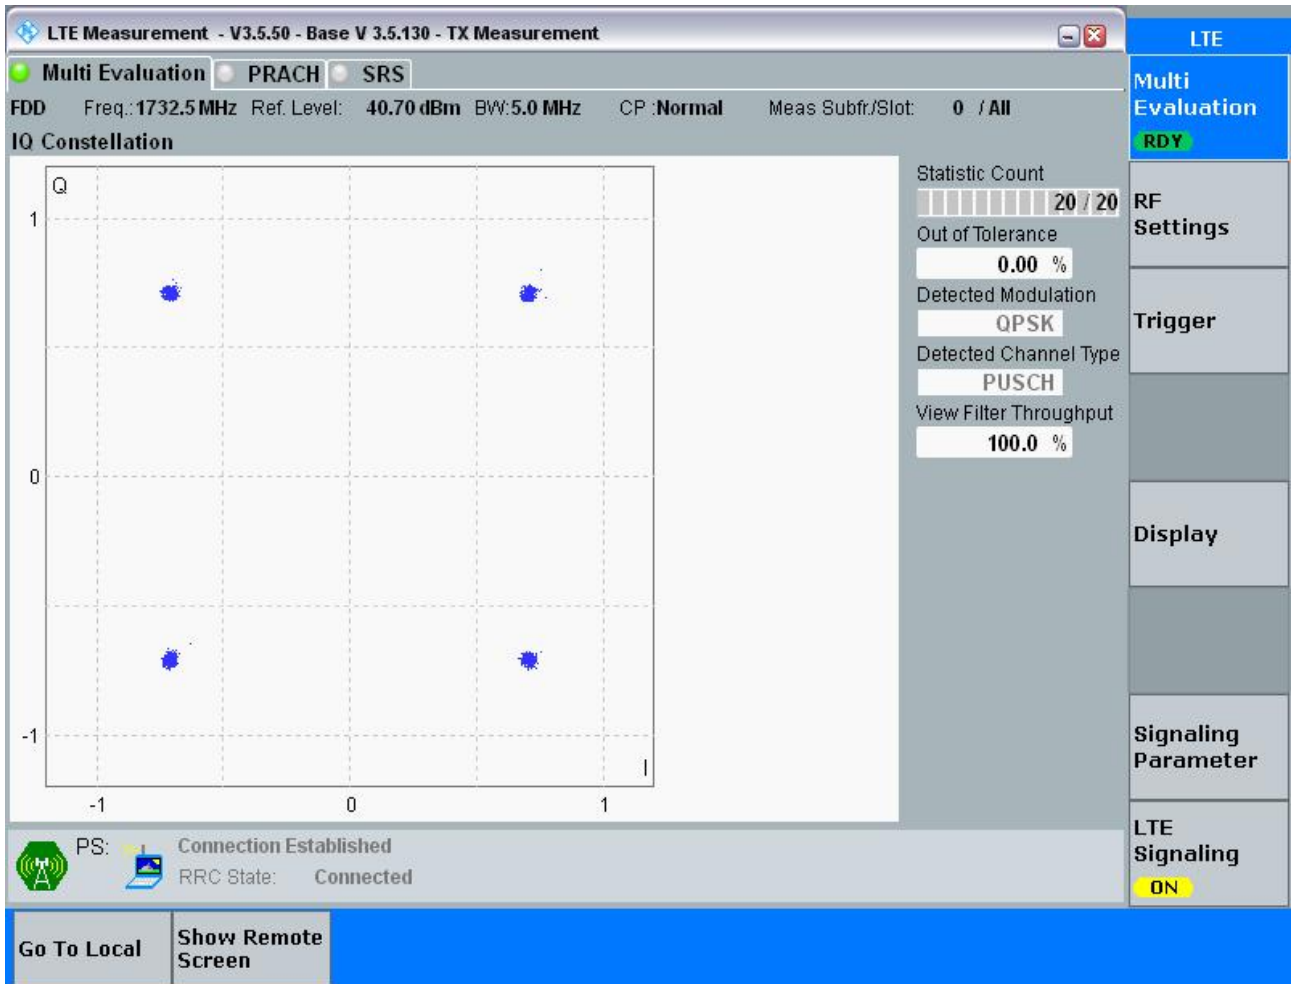 LTE Measurement - V3.5.50 - Base V 3.5.130 - TX Measurement
Multi Evaluation PRACH SRS
FDD Freq.: 1732.5 MHz Ref. Level: 40.70 dBm BW: 5.0 MHz CP : Normal Meas Subfr./Slot: 0 / All
IQ Constellation
Q
1
0
-1
I
-1 0 1
Statistic Count
20 / 20
Out of Tolerance
0.00 %
Detected Modulation
QPSK
Detected Channel Type
PUSCH
View Filter Throughput
100.0 %
PS: Connection Established
RRC State: Connected
LTE
Multi
Evaluation
RDY
RF
Settings
Trigger
Display
Signaling
Parameter
LTE
Signaling
ON
Go To Local
Show Remote
Screen